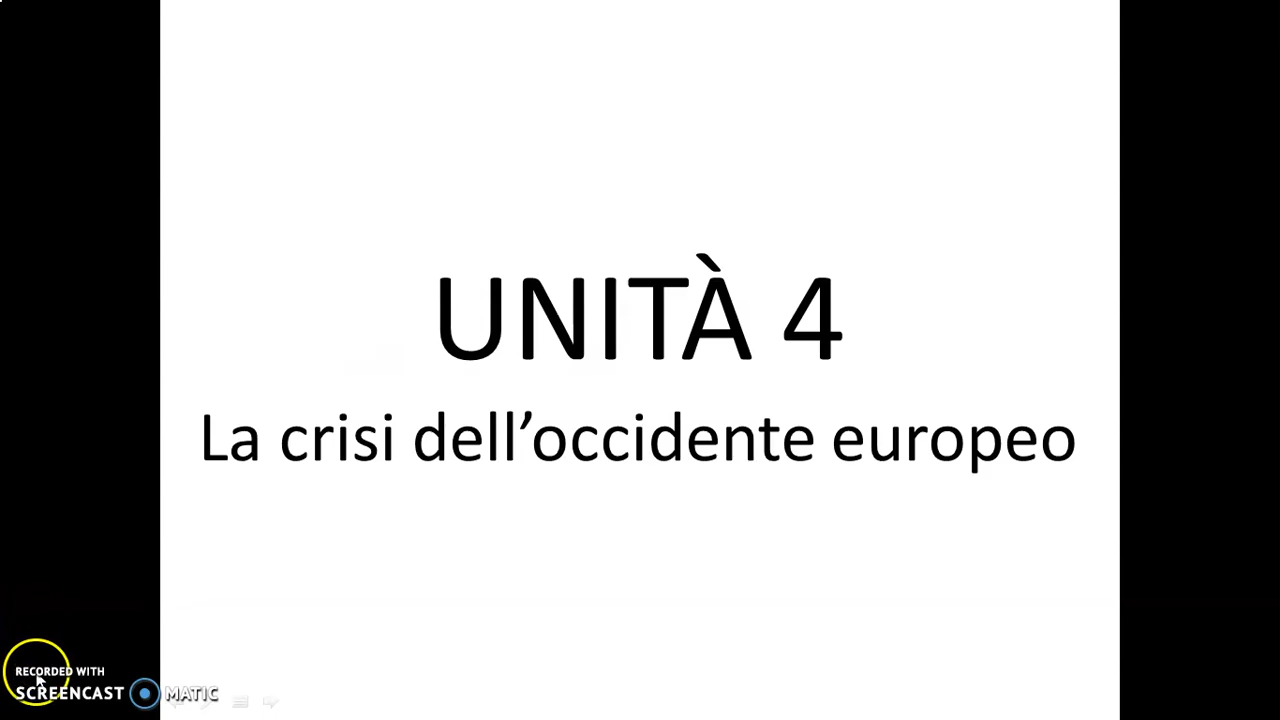 UNITÀ 4
La crisi dell’occidente europeo
RECORDED WITH
SCREENCAST MATIC